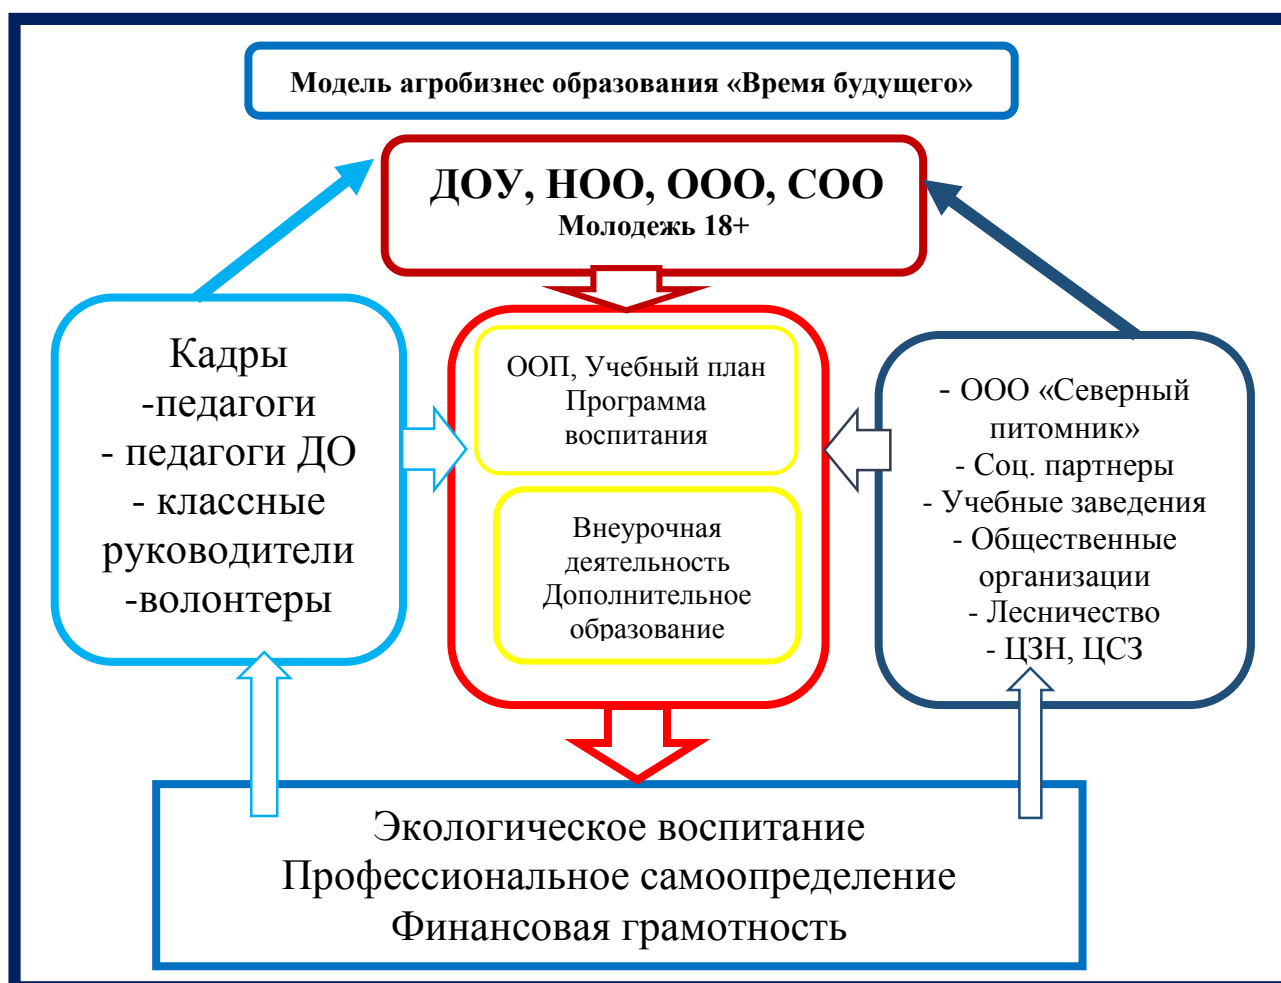 Модель агробизнес образования «Время будущего»
ДОУ, НОО, ООО, СОО
Молодежь 18+
Кадры
-педагоги
- педагоги ДО
- классные
руководители
-волонтеры
ООП, Учебный план
Программа
воспитания
Внеурочная
деятельность
Дополнительное
образование
- ООО «Северный
питомник»
- Соц. партнеры
- Учебные заведения
- Общественные
организации
- Лесничество
- ЦЗН, ЦСЗ
Экологическое воспитание
Профессиональное самоопределение
Финансовая грамотность